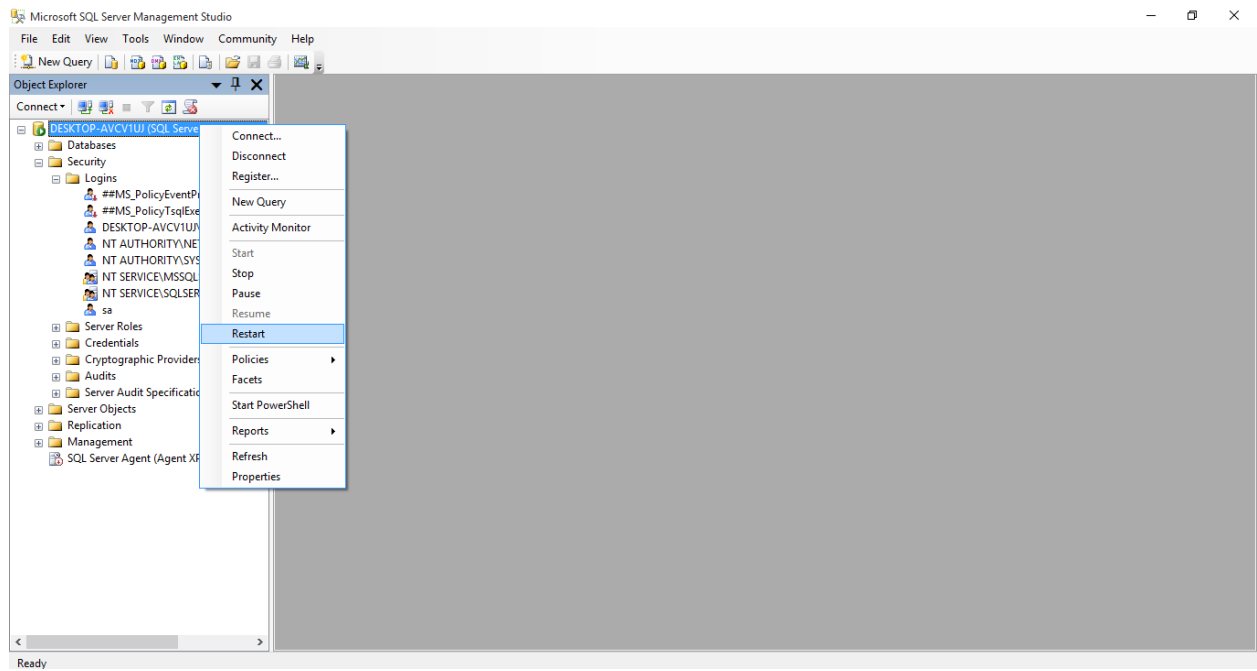 Microsoft SQL Server Management Studio
File Edit View Tools Window Community Help
New Query
Object Explorer
Connect
DESKTOP-AVCV1UJ (SQL Serve
Databases
Security
Logins
##MS_PolicyEventPr
##MS_PolicyTsqlExe
DESKTOP-AVCV1UJ\
NT AUTHORITY\NET
NT AUTHORITY\SYS
NT SERVICE\MSSQL
NT SERVICE\SQLSER
sa
Server Roles
Credentials
Cryptographic Providers
Audits
Server Audit Specificatic
Server Objects
Replication
Management
SQL Server Agent (Agent XP
Connect...
Disconnect
Register...
New Query
Activity Monitor
Start
Stop
Pause
Resume
Restart
Policies
Facets
Start PowerShell
Reports
Refresh
Properties
Ready